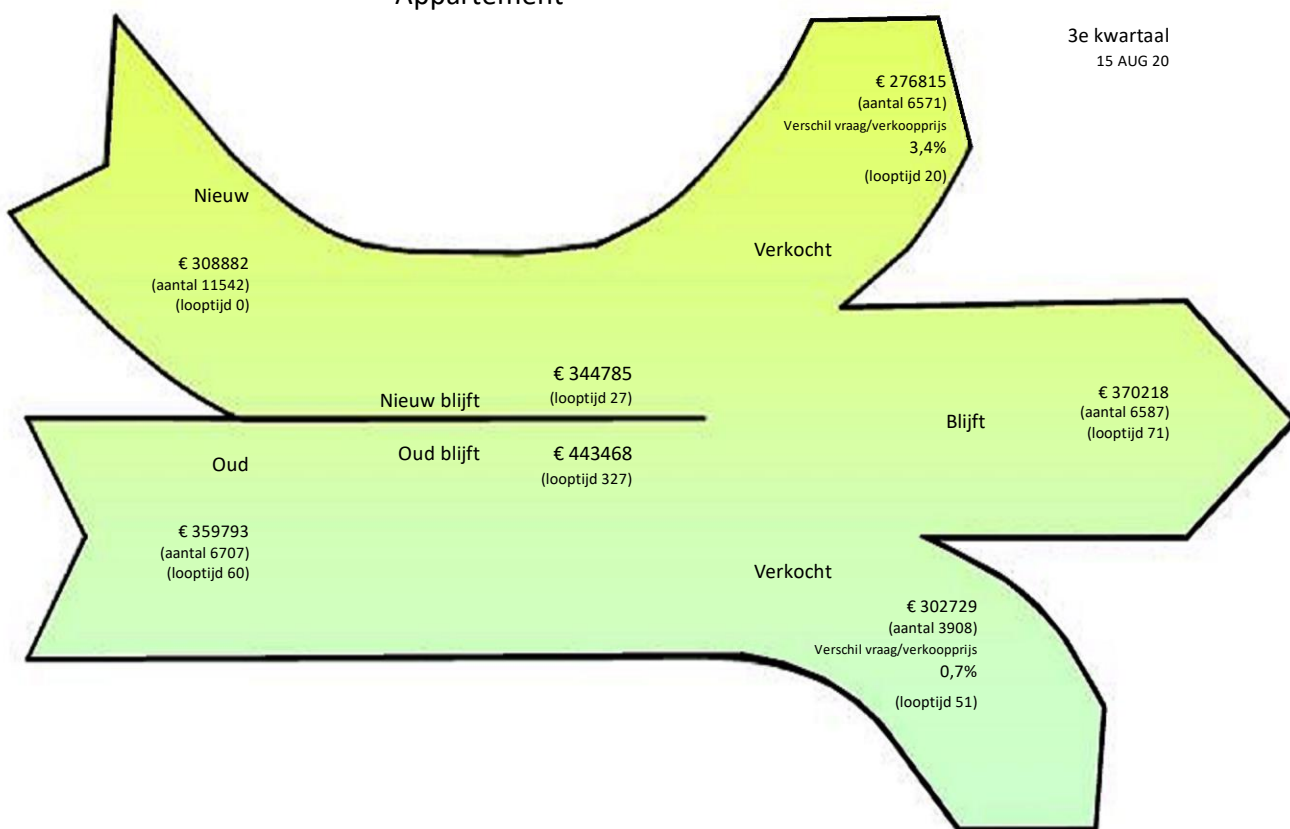 Appartement
3e kwartaal
15 AUG 20
€ 276815
(aantal 6571)
Verschil vraag/verkoopprijs
3,4%
(looptijd 20)
Nieuw
Verkocht
€ 308882
(aantal 11542)
(looptijd 0)
€ 344785
Nieuw blijft
(looptijd 27)
€ 370218
(aantal 6587)
(looptijd 71)
Blijft
Oud blijft
€ 443468
(looptijd 327)
Oud
€ 359793
(aantal 6707)
(looptijd 60)
Verkocht
€ 302729
(aantal 3908)
Verschil vraag/verkoopprijs
0,7%
(looptijd 51)